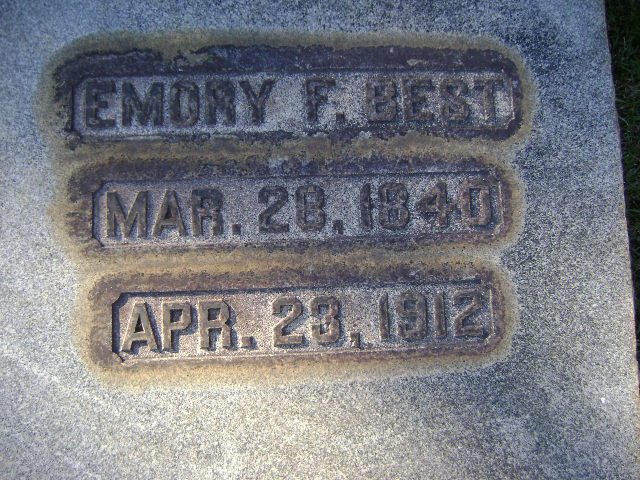 EMORY F. BEST
MAR. 28, 1840
APR. 23, 1912